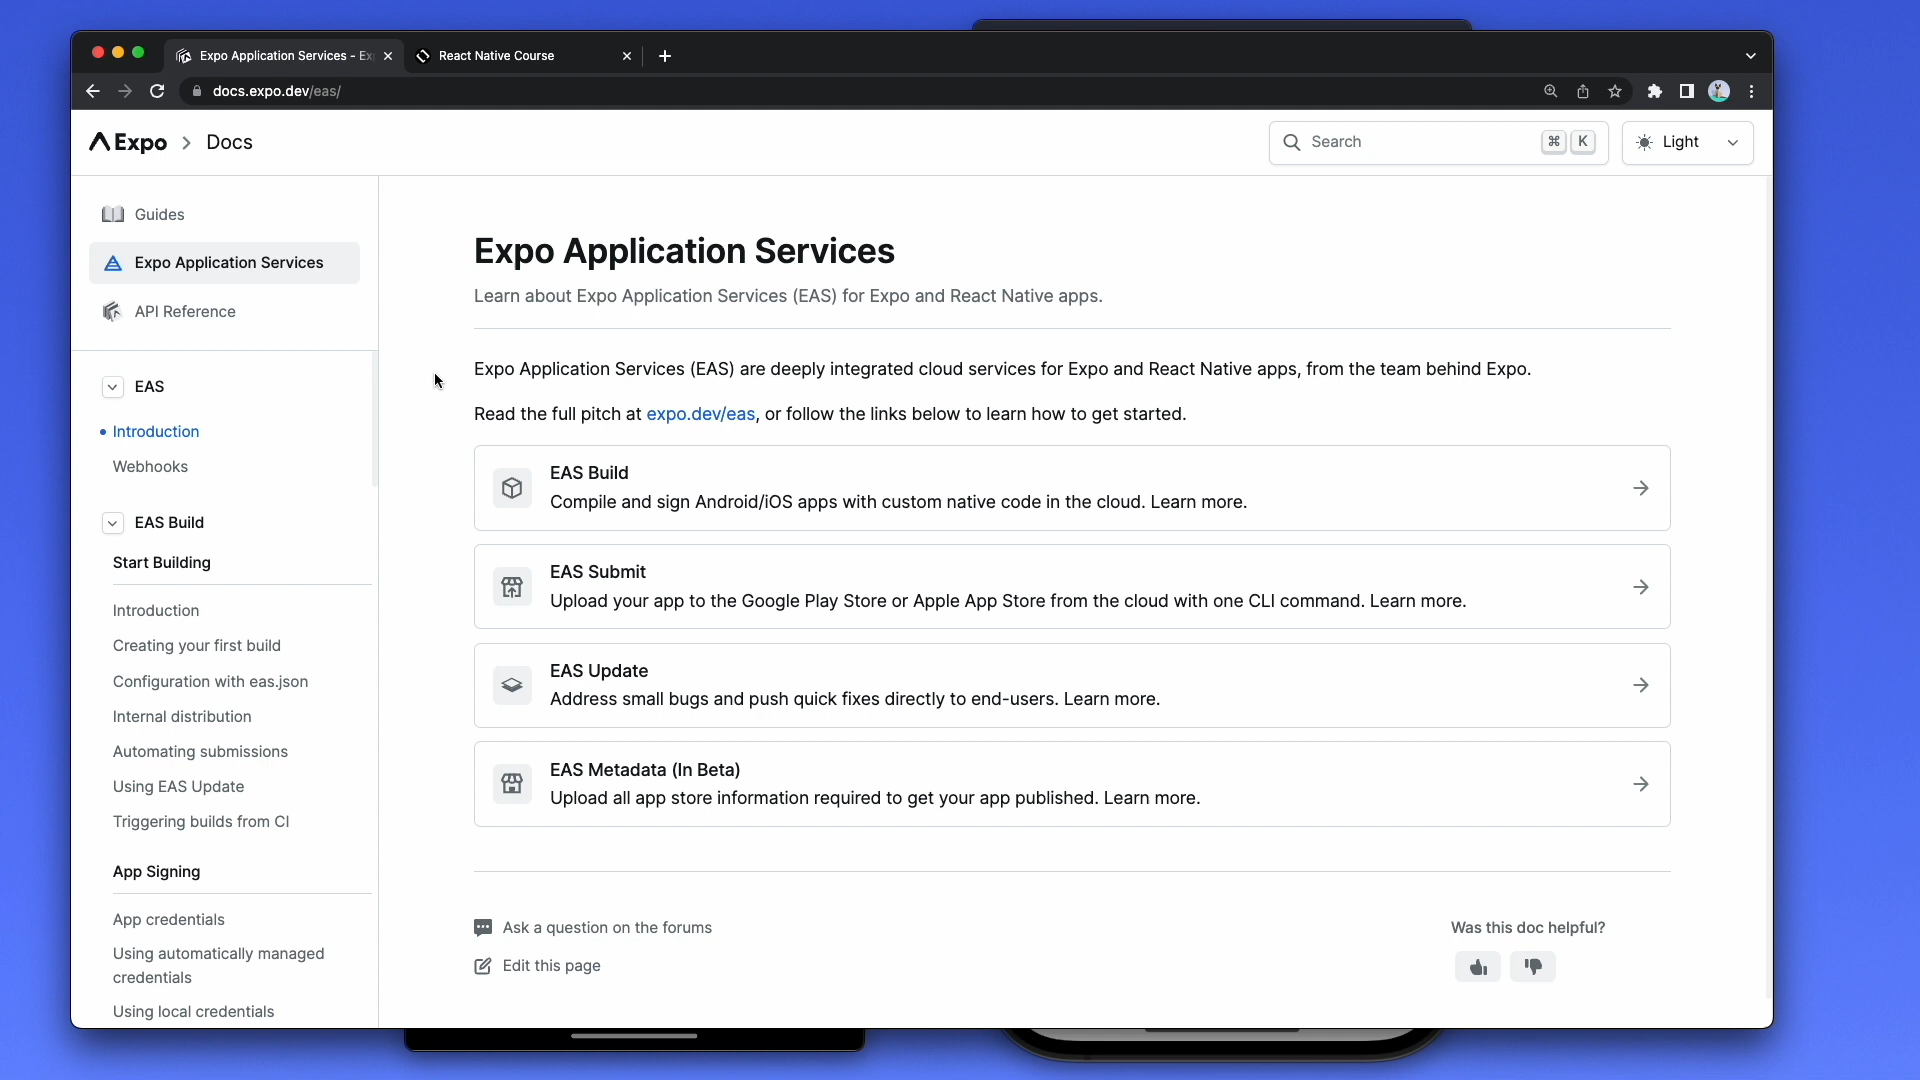 Expo Application Services - Ex
React Native Course
docs.expo.dev/eas/
Expo
Docs
Search
⌘ K
Light
Guides
Expo Application Services
API Reference
EAS
Introduction
Webhooks
EAS Build
Start Building
Introduction
Creating your first build
Configuration with eas.json
Internal distribution
Automating submissions
Using EAS Update
Triggering builds from CI
App Signing
App credentials
Using automatically managed
credentials
Using local credentials
Expo Application Services
Learn about Expo Application Services (EAS) for Expo and React Native apps.
Expo Application Services (EAS) are deeply integrated cloud services for Expo and React Native apps, from the team behind Expo.
Read the full pitch at expo.dev/eas, or follow the links below to learn how to get started.
EAS Build
Compile and sign Android/iOS apps with custom native code in the cloud. Learn more.
EAS Submit
Upload your app to the Google Play Store or Apple App Store from the cloud with one CLI command. Learn more.
EAS Update
Address small bugs and push quick fixes directly to end-users. Learn more.
EAS Metadata (In Beta)
Upload all app store information required to get your app published. Learn more.
Ask a question on the forums
Edit this page
Was this doc helpful?